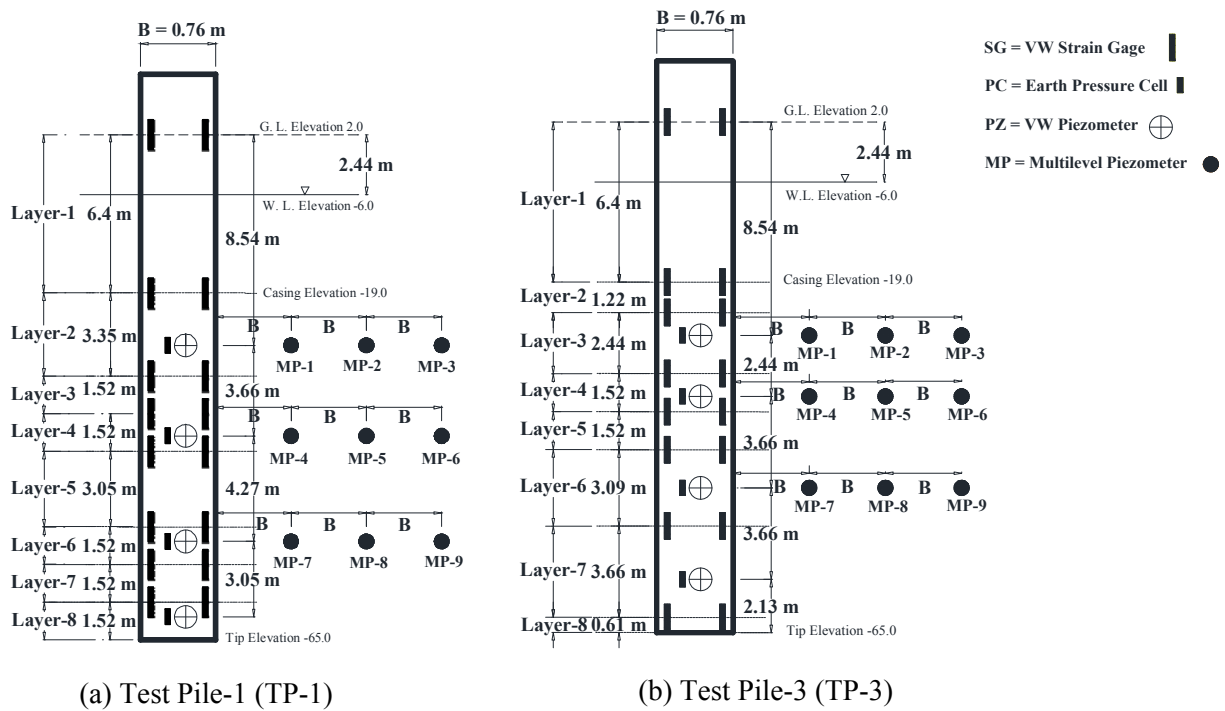 B = 0.76 m
G.L. Elevation 2.0
2.44 m
W. L. Elevation -6.0
Layer-1 6.4 m
8.54 m
Casing Elevation -19.0
Layer-2 3.35 m
B B B
MP-1 MP-2 MP-3
Layer-3 1.52 m
3.66 m
B B B B
Layer-4 1.52 m
MP-4 MP-5 MP-6
Layer-5 3.05 m
4.27 m
B B B B
Layer-6 1.52 m
MP-7 MP-8 MP-9
Layer-7 1.52 m
3.05 m
Layer-8 1.52 m
Tip Elevation -65.0
(a) Test Pile-1 (TP-1)
B = 0.76 m
G.L. Elevation 2.0
2.44 m
W.L. Elevation -6.0
Layer-1 6.4 m
8.54 m
Casing Elevation -19.0
Layer-2 1.22 m
B B B
Layer-3 2.44 m
MP-1 MP-2 MP-3
2.44 m
Layer-4 1.52 m
B B B
MP-4 MP-5 MP-6
Layer-5 1.52 m
3.66 m
Layer-6 3.09 m
B B B
MP-7 MP-8 MP-9
3.66 m
Layer-7 3.66 m
2.13 m
Layer-8 0.61 m
Tip Elevation -65.0
(b) Test Pile-3 (TP-3)
SG = VW Strain Gage
PC = Earth Pressure Cell
PZ = VW Piezometer
MP = Multilevel Piezometer